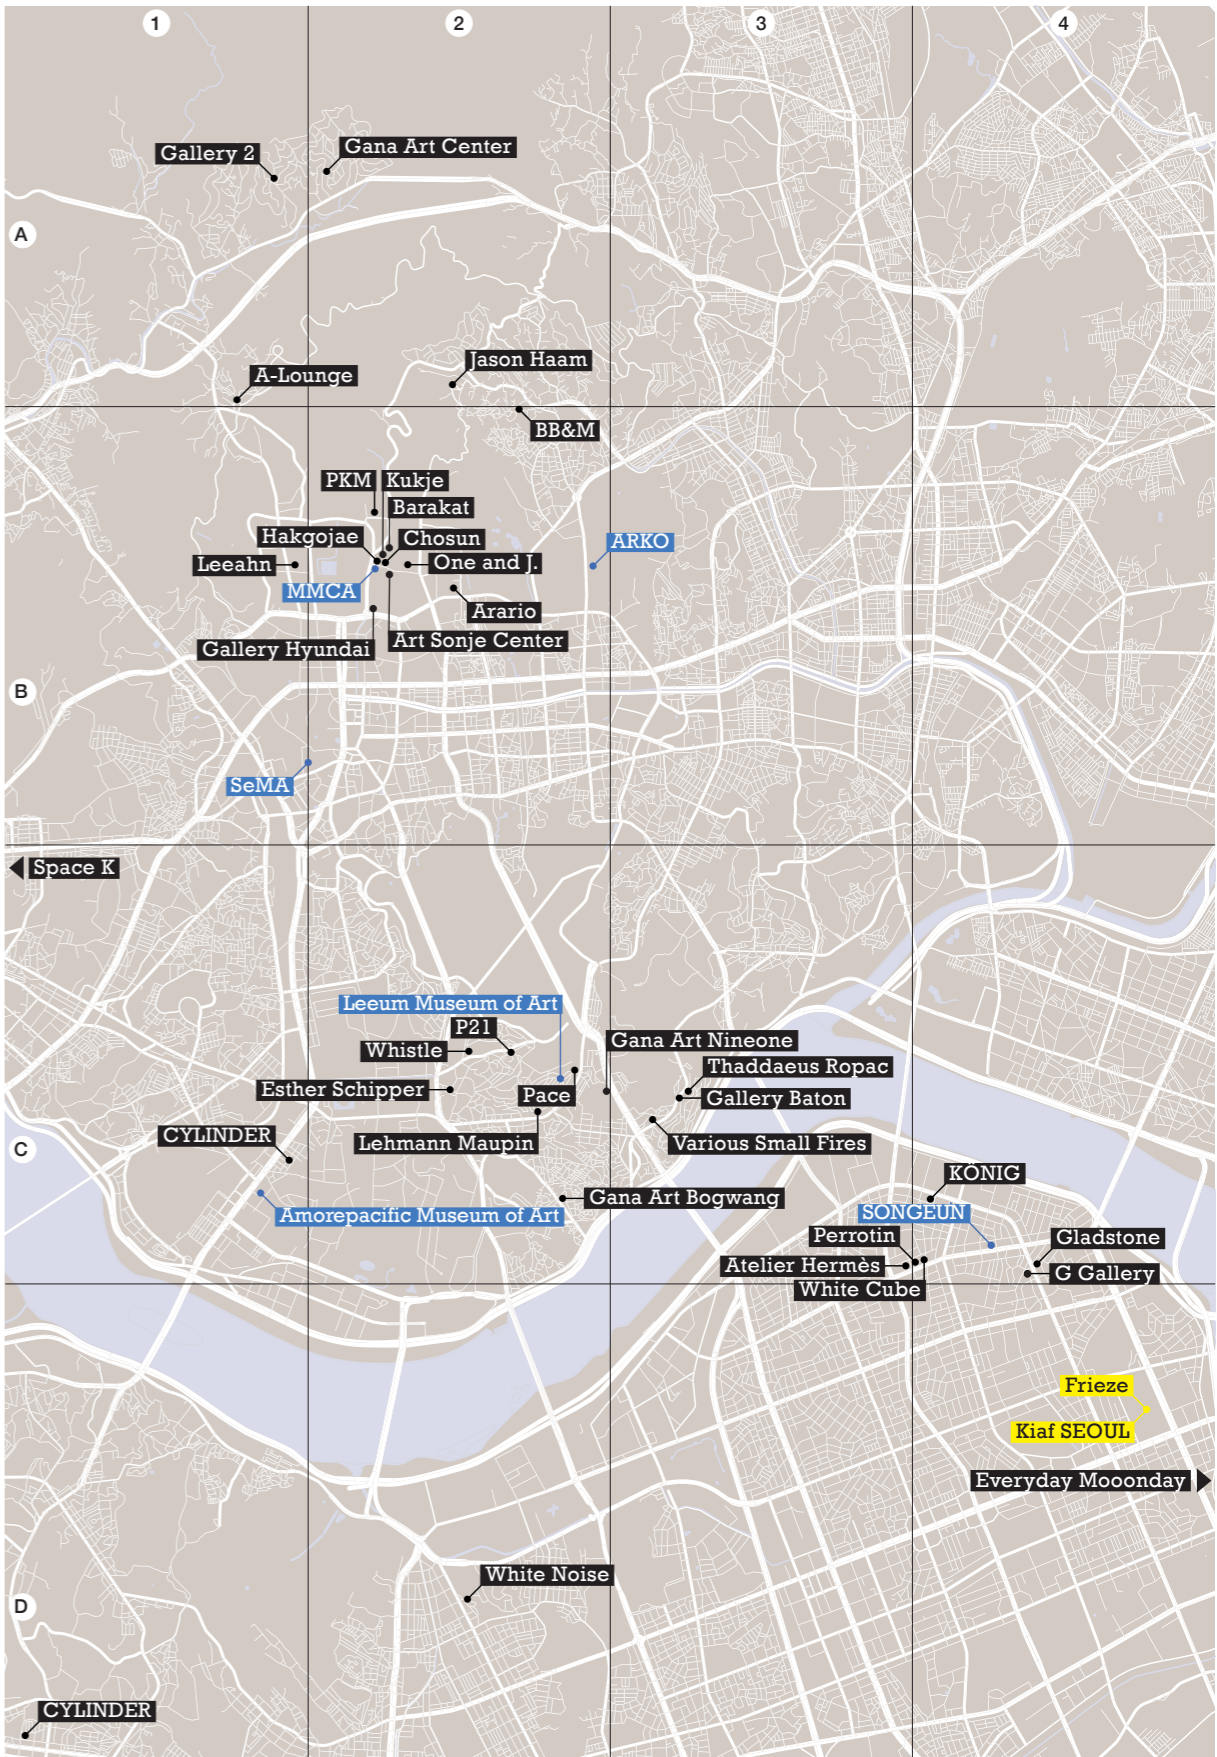 1
2
3
4
Gana Art Center
Gallery 2
A
Jason Haam
A-Lounge
BB&M
PKM
Kukje
Barakat
Hakgojae
Chosun
ARKO
Leeahn
One and J.
MMCA
Arario
Gallery Hyundai
Art Sonje Center
B
SeMA
Space K
Leeum Museum of Art
P21
Whistle
Gana Art Nineone
Thaddaeus Ropac
Esther Schipper
Pace
Gallery Baton
CYLINDER
Lehmann Maupin
Various Small Fires
C
Gana Art Bogwang
KÖNIG
Amorepacific Museum of Art
SONGEUN
Perrotin
Gladstone
Atelier Hermès
G Gallery
White Cube
Frieze
Kiaf SEOUL
Everyday Mooonday
White Noise
D
CYLINDER